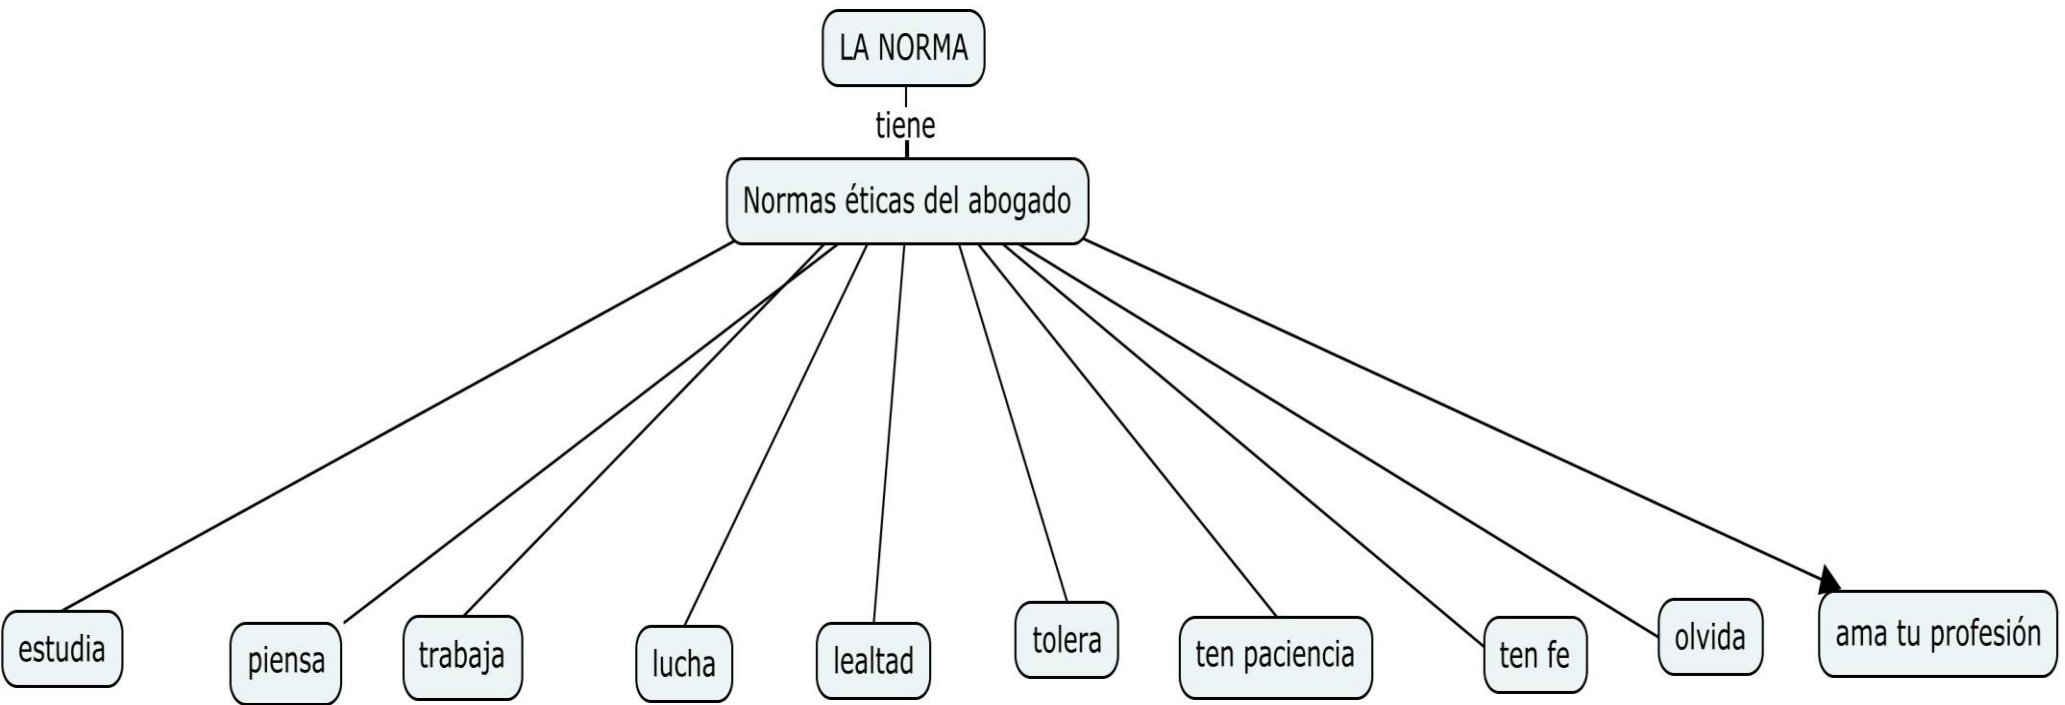 LA NORMA
tiene
Normas éticas del abogado
estudia
piensa
trabaja
lucha
lealtad
tolera
ten paciencia
ten fe
olvida
ama tu profesión